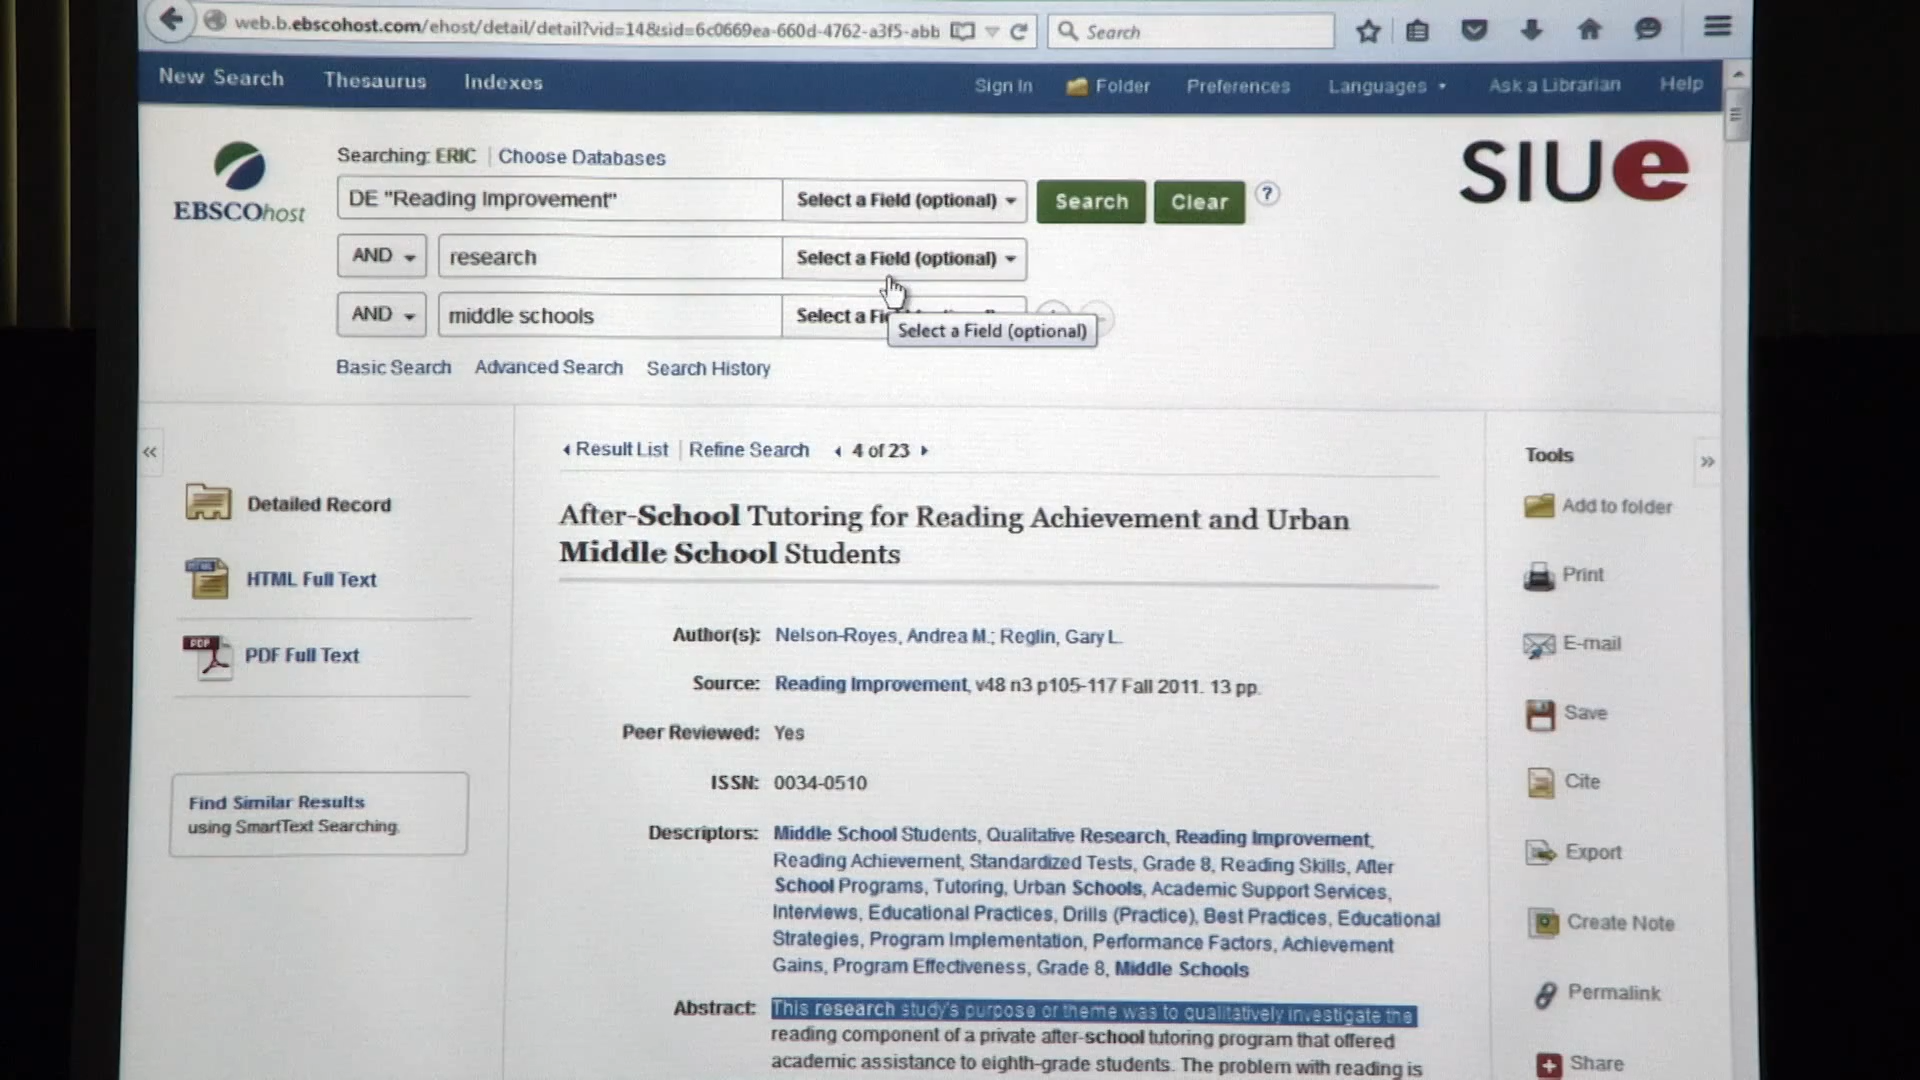 web.b.ebscohost.com/ehost/detail/detail?vid=14&sid=6c0669ea-660d-4762-a3f5-abb
Search
New Search Thesaurus Indexes Sign In Folder Preferences Languages Ask a Librarian Help
Searching: ERIC | Choose Databases
SIUe
EBSCOhost
DE "Reading Improvement" Select a Field (optional) Search Clear ?
AND research Select a Field (optional)
AND middle schools Select a Fi
Select a Field (optional)
Basic Search Advanced Search Search History
« Result List | Refine Search 4 of 23 Tools »
Detailed Record
HTML Full Text
PDF PDF Full Text
Find Similar Results
using SmartText Searching.
After-School Tutoring for Reading Achievement and Urban
Middle School Students
Author(s): Nelson-Royes, Andrea M.; Reglin, Gary L.
Source: Reading Improvement, v48 n3 p105-117 Fall 2011. 13 pp.
Peer Reviewed: Yes
ISSN: 0034-0510
Descriptors: Middle School Students, Qualitative Research, Reading Improvement,
Reading Achievement, Standardized Tests, Grade 8, Reading Skills, After
School Programs, Tutoring, Urban Schools, Academic Support Services,
Interviews, Educational Practices, Drills (Practice), Best Practices, Educational
Strategies, Program Implementation, Performance Factors, Achievement
Gains, Program Effectiveness, Grade 8, Middle Schools
Abstract: This research study's purpose or theme was to qualitatively investigate the
reading component of a private after-school tutoring program that offered
academic assistance to eighth-grade students. The problem with reading is
Add to folder
Print
E-mail
Save
Cite
Export
Create Note
Permalink
Share